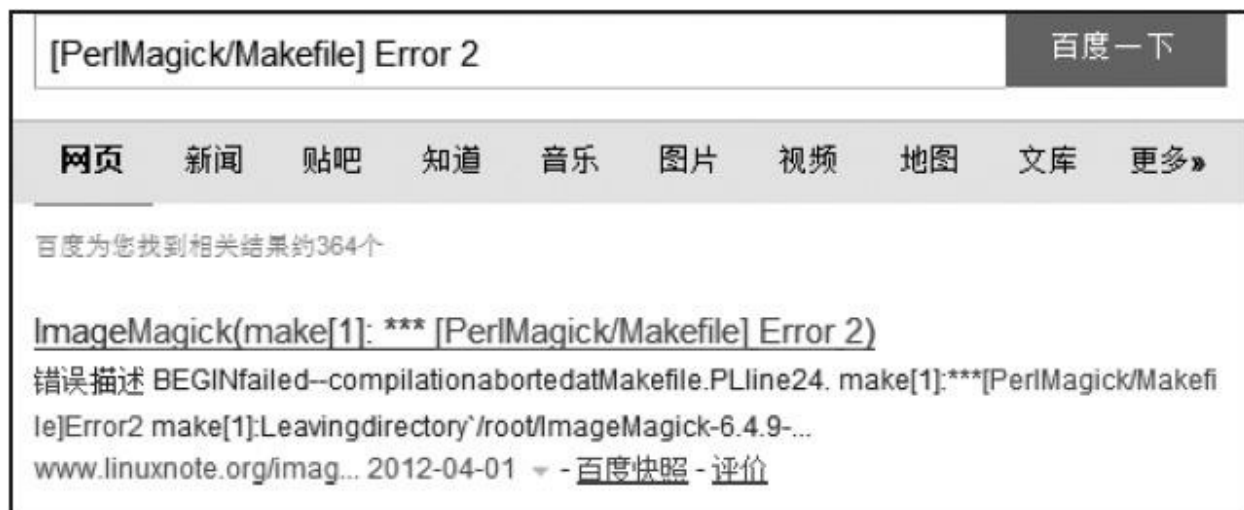 [PerlMagick/Makefile] Error 2 百度一下
网页 新闻 贴吧 知道 音乐 图片 视频 地图 文库 更多»
百度为您找到相关结果约364个
ImageMagick(make[1]: *** [PerlMagick/Makefile] Error 2)
错误描述 BEGINfailed--compilationabortedatMakefile.PLline24. make[1]:***[PerlMagick/Makefi
le]Error2 make[1]:Leavingdirectory`/root/ImageMagick-6.4.9-...
www.linuxnote.org/imag... 2012-04-01 - 百度快照 - 评价